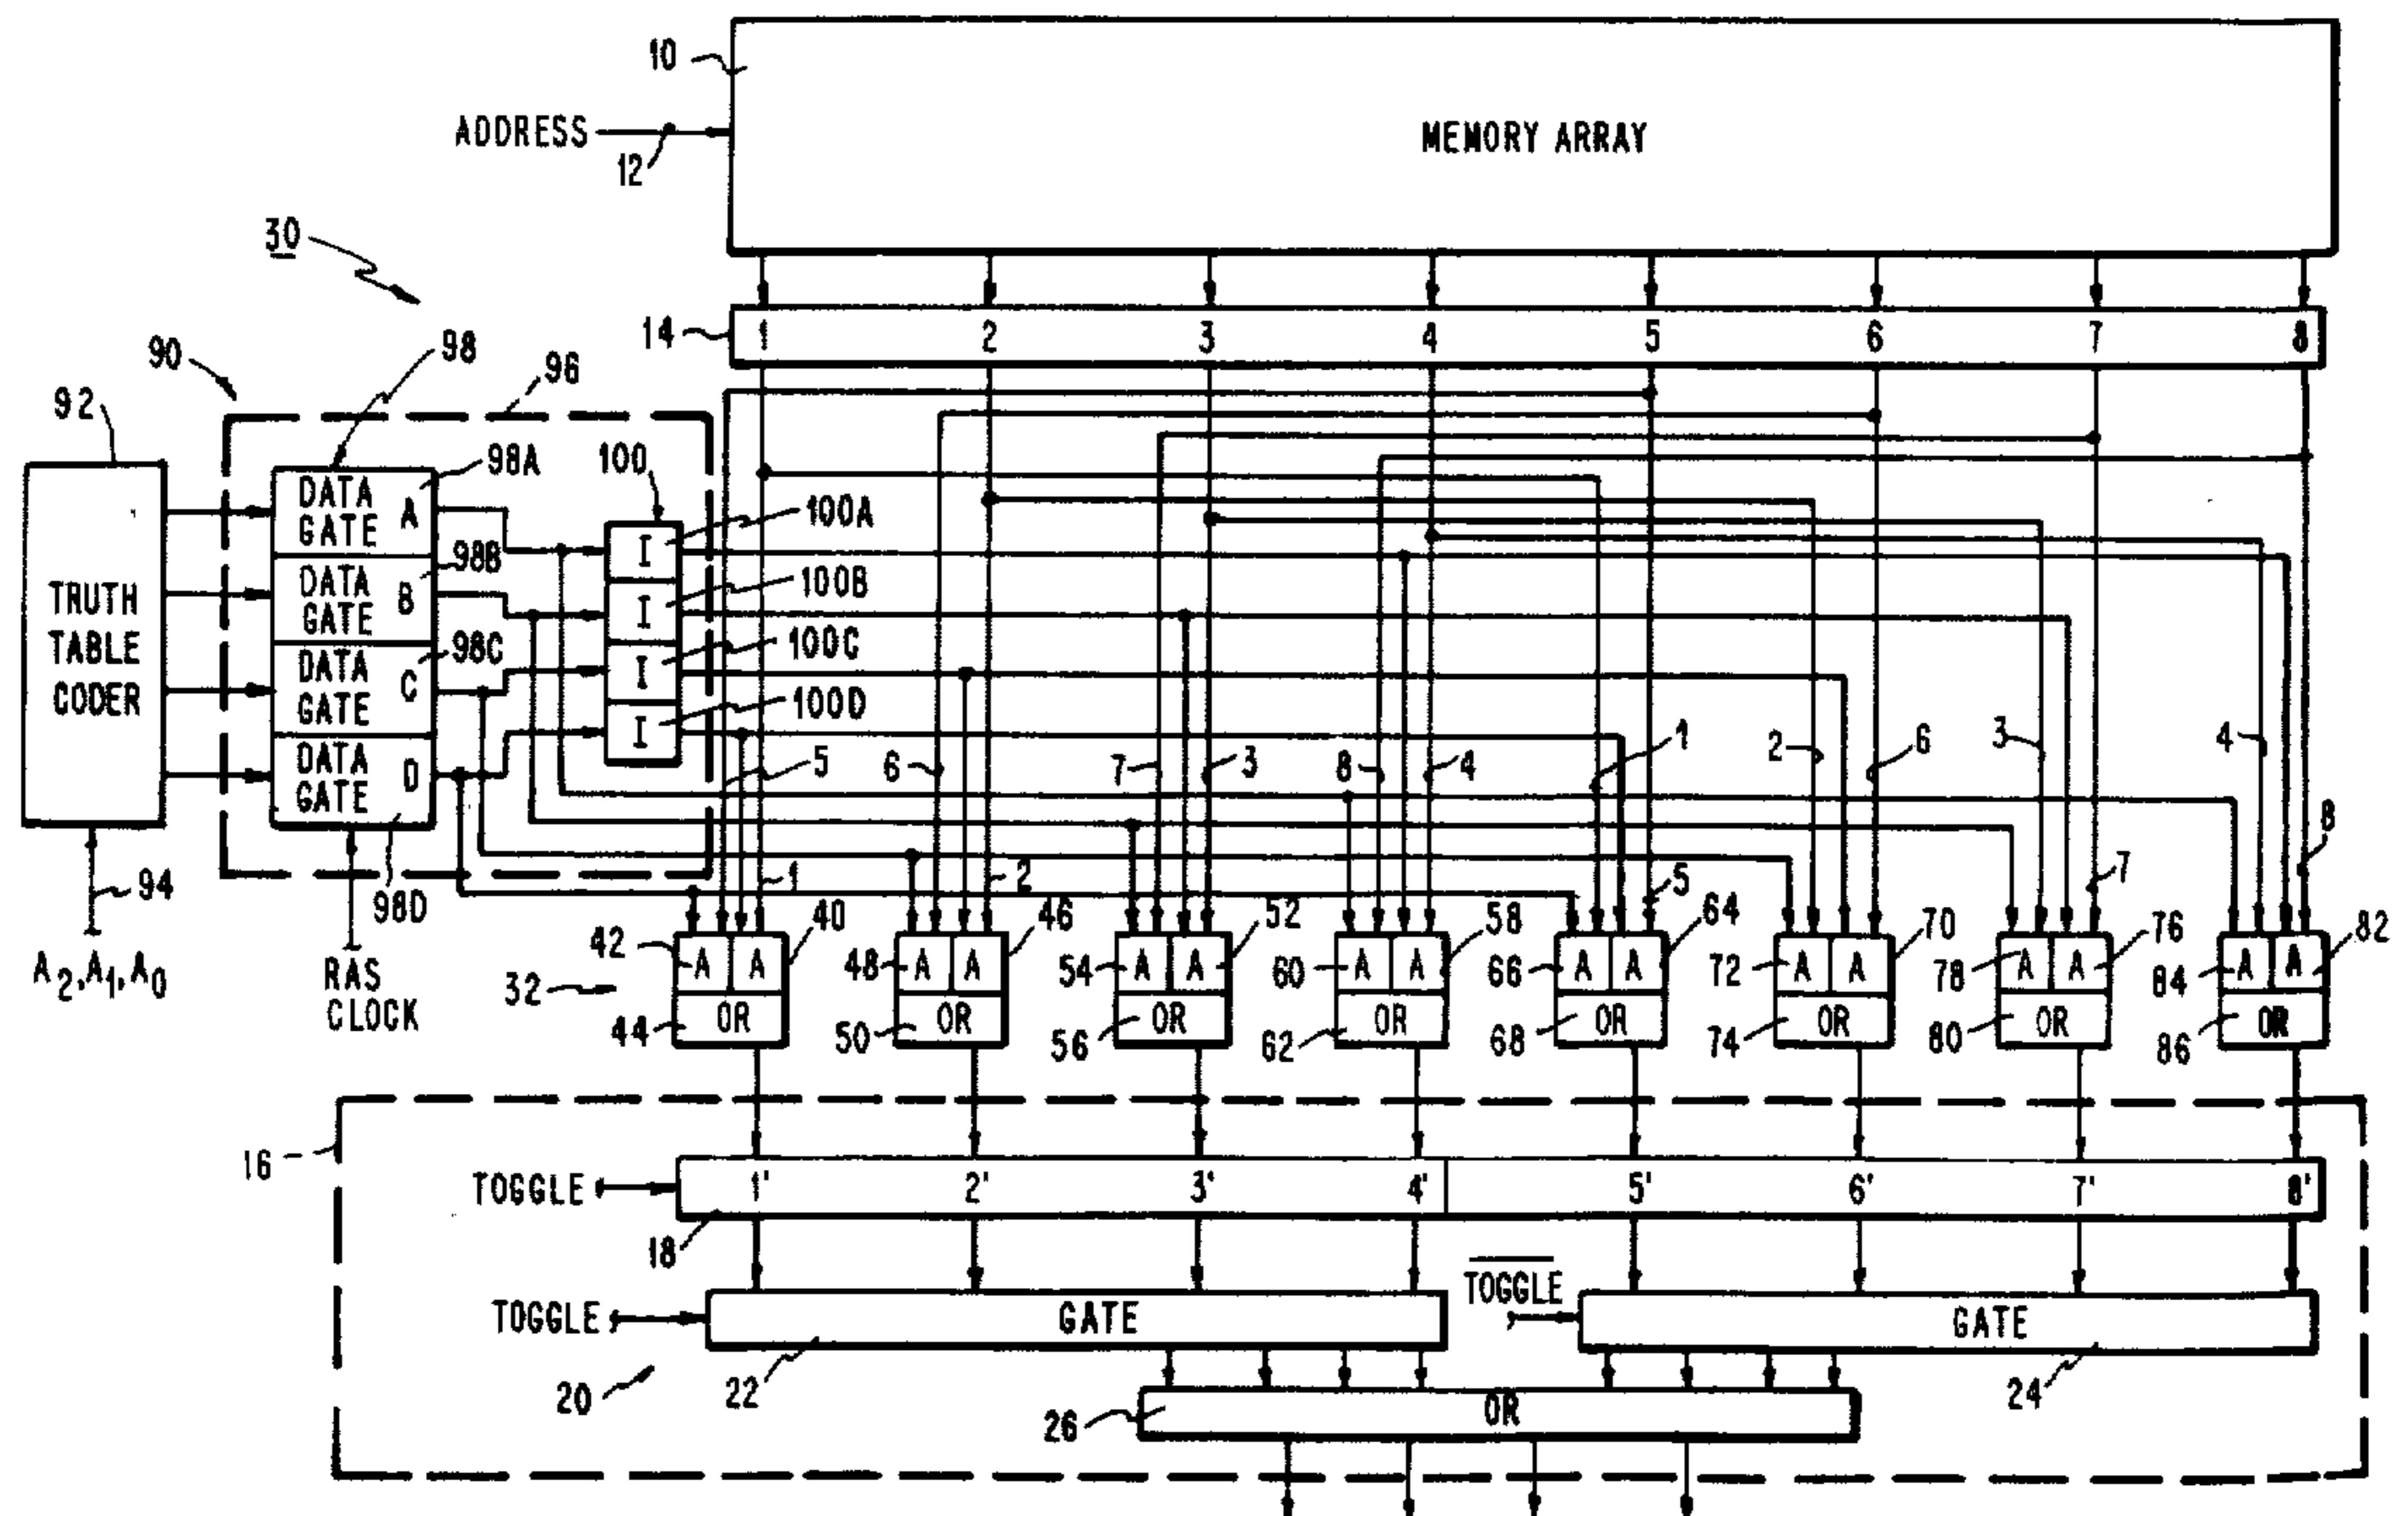 10
MEMORY ARRAY
ADDRESS
12
30
14
1 2 3 4 5 6 7 8
90
98
96
92
TRUTH
TABLE
CODER
DATA
GATE A
98A
DATA
GATE B
98B
DATA
GATE C
98C
DATA
GATE D
98D
100
I
100A
I
100B
I
100C
I
100D
5 6 7 3 8 4 1 2 6 3 4
94
A2, A1, A0
RAS
CLOCK
1 2 5 7 8
42 A A 40
48 A A 46
54 A A 52
60 A A 58
66 A A 64
72 A A 70
78 A A 76
84 A A 82
32
44 OR
50 OR
56 OR
62 OR
68 OR
74 OR
80 OR
86 OR
16
TOGGLE
1' 2' 3' 4' 5' 6' 7' 8'
18
TOGGLE
GATE
TOGGLE
GATE
20
22
24
26
OR